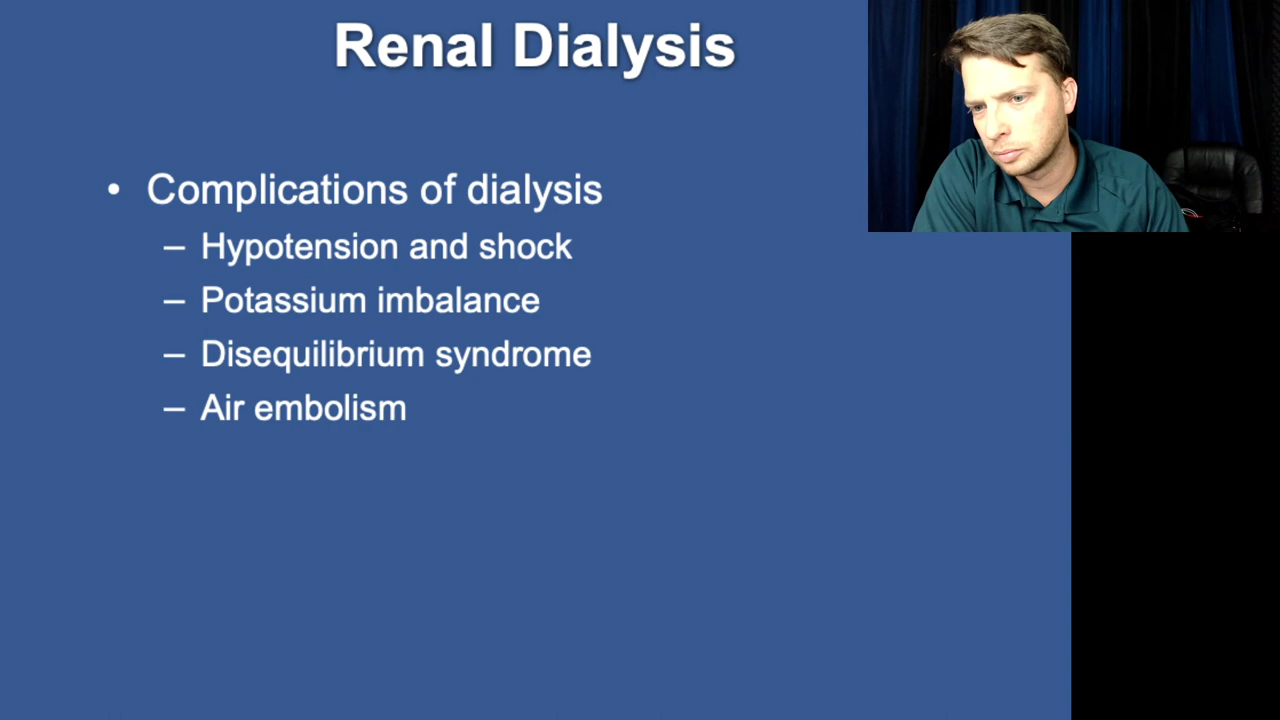 Renal Dialysis
• Complications of dialysis
– Hypotension and shock
– Potassium imbalance
– Disequilibrium syndrome
– Air embolism